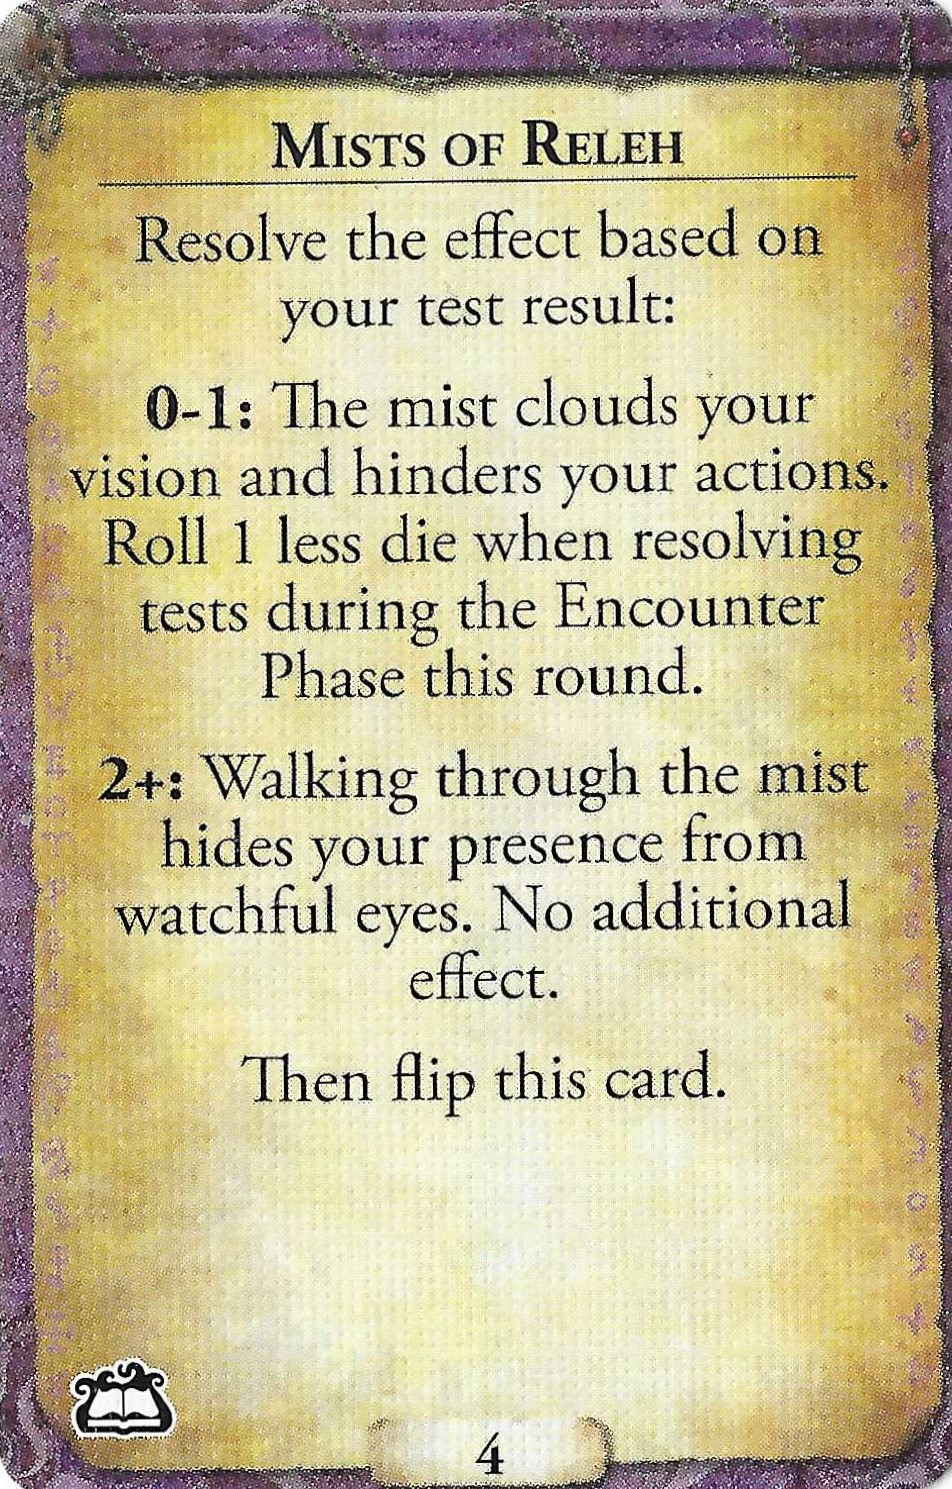 Mists of Releh
Resolve the effect based on
your test result:
0-1: The mist clouds your
vision and hinders your actions.
Roll 1 less die when resolving
tests during the Encounter
Phase this round.
2+: Walking through the mist
hides your presence from
watchful eyes. No additional
effect.
Then flip this card.
4